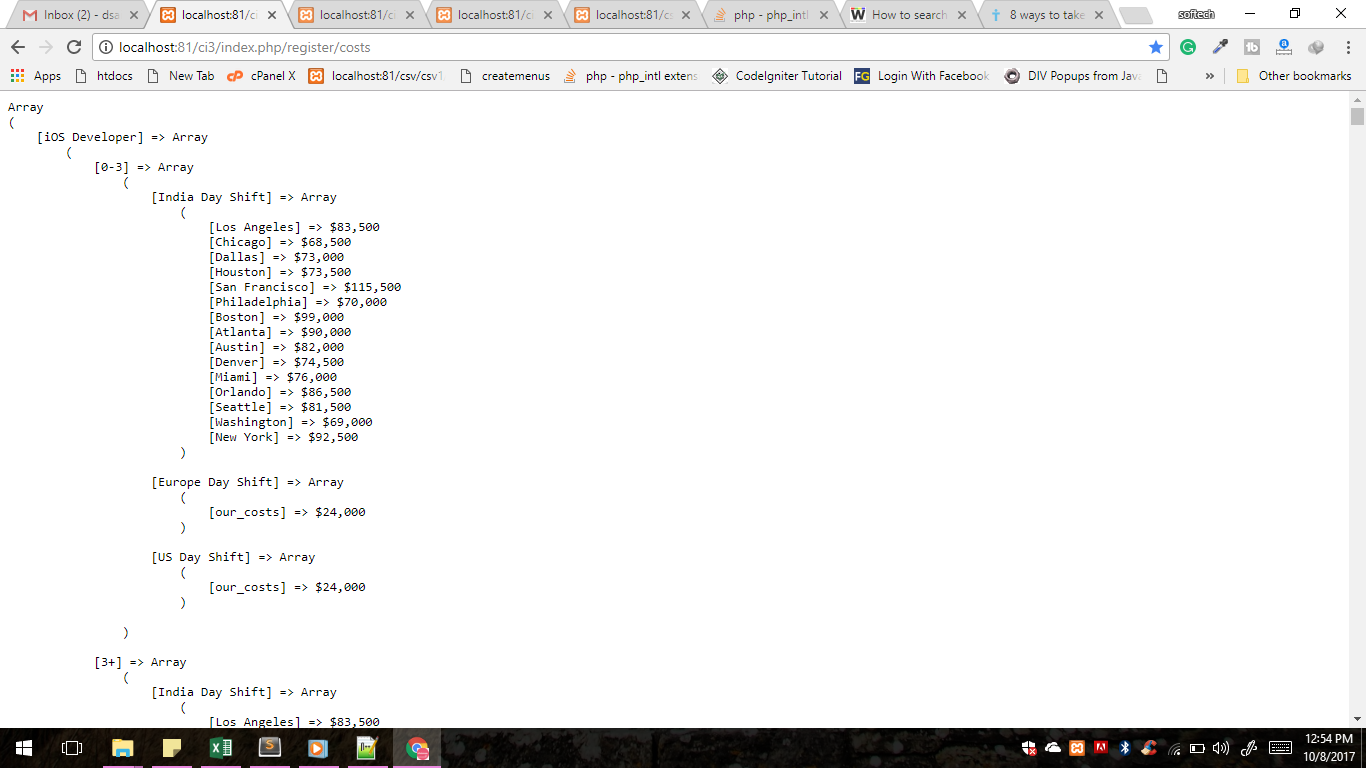 Inbox (2) - dsa
localhost:81/ci
localhost:81/ci
localhost:81/ci
localhost:81/cs
php - php_intl
How to search
8 ways to take
softech
localhost:81/ci3/index.php/register/costs
Apps
htdocs
New Tab
cPanel X
localhost:81/csv/csv1
createmenus
php - php_intl extens
CodeIgniter Tutorial
FG
Login With Facebook
DIV Popups from Java
»
Other bookmarks
Array
(
[iOS Developer] => Array
(
[0-3] => Array
(
[India Day Shift] => Array
(
[Los Angeles] => $83,500
[Chicago] => $68,500
[Dallas] => $73,000
[Houston] => $73,500
[San Francisco] => $115,500
[Philadelphia] => $70,000
[Boston] => $99,000
[Atlanta] => $90,000
[Austin] => $82,000
[Denver] => $74,500
[Miami] => $76,000
[Orlando] => $86,500
[Seattle] => $81,500
[Washington] => $69,000
[New York] => $92,500
)
[Europe Day Shift] => Array
(
[our_costs] => $24,000
)
[US Day Shift] => Array
(
[our_costs] => $24,000
)
)
[3+] => Array
(
[India Day Shift] => Array
(
[Los Angeles] => $83,500
12:54 PM
10/8/2017